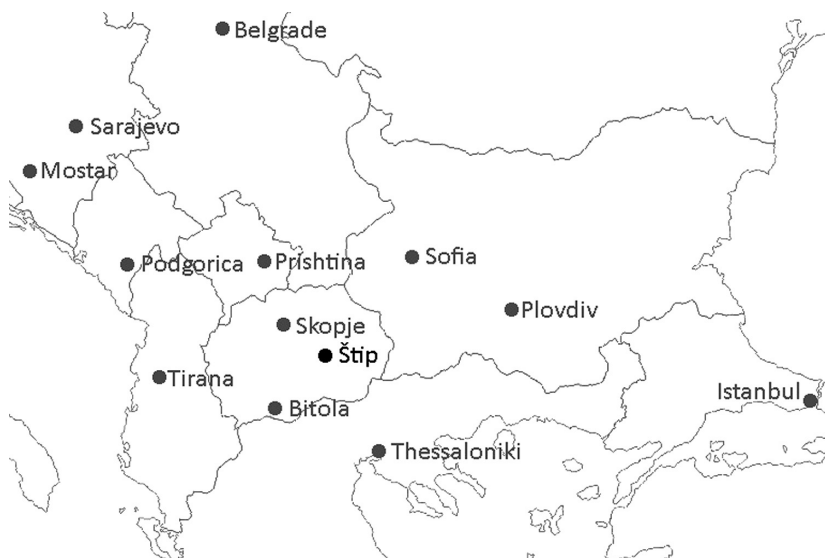 Belgrade
Sarajevo
Mostar
Podgorica
Prishtina
Sofia
Plovdiv
Skopje
Štip
Tirana
Istanbul
Bitola
Thessaloniki